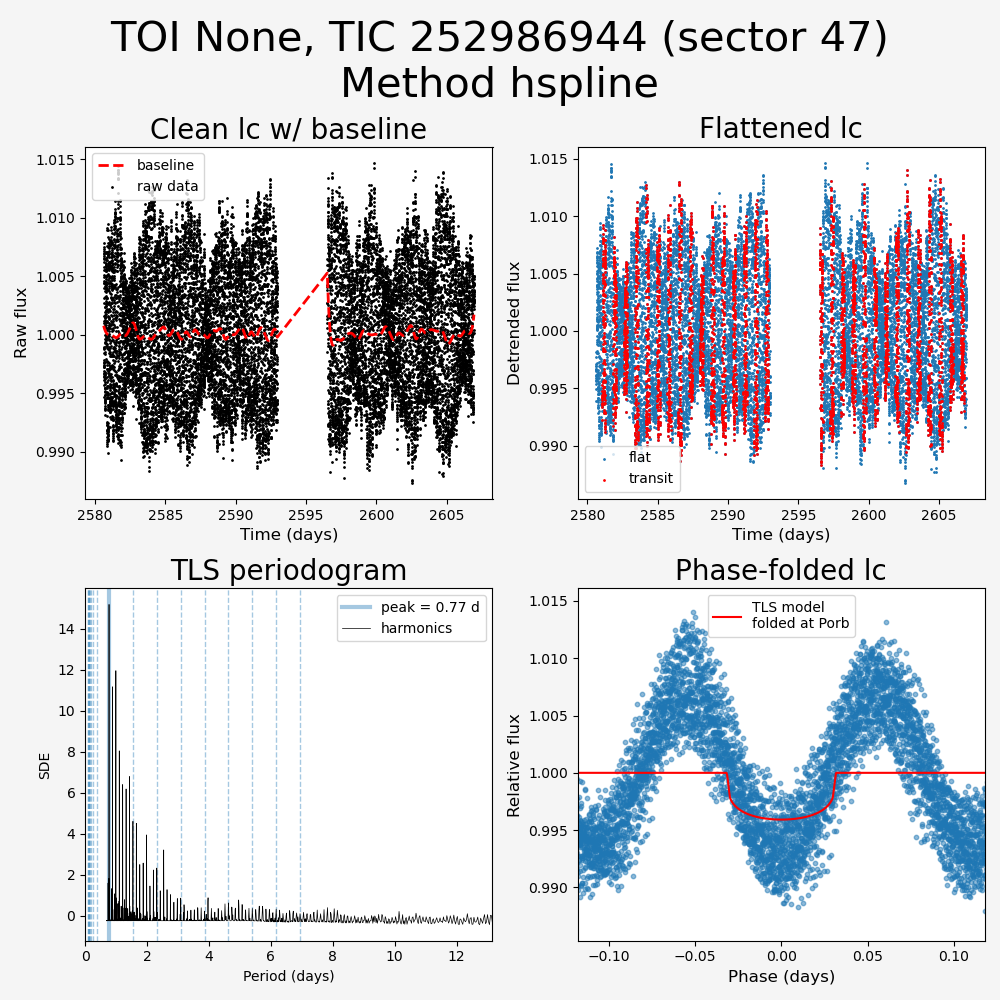 TOI None, TIC 252986944 (sector 47)
Method hspline
Clean lc w/ baseline
Flattened lc
baseline
raw data
1.015
1.010
1.005
1.000
0.995
0.990
Raw flux
2580
2585
2590
2595
2600
2605
Time (days)
1.015
1.010
1.005
1.000
0.995
0.990
Detrended flux
flat
transit
2580
2585
2590
2595
2600
2605
Time (days)
TLS periodogram
Phase-folded lc
peak = 0.77 d
harmonics
14
12
10
8
6
4
2
0
SDE
0
2
4
6
8
10
12
Period (days)
TLS model
folded at Porb
1.015
1.010
1.005
1.000
0.995
0.990
Relative flux
−0.10
−0.05
0.00
0.05
0.10
Phase (days)